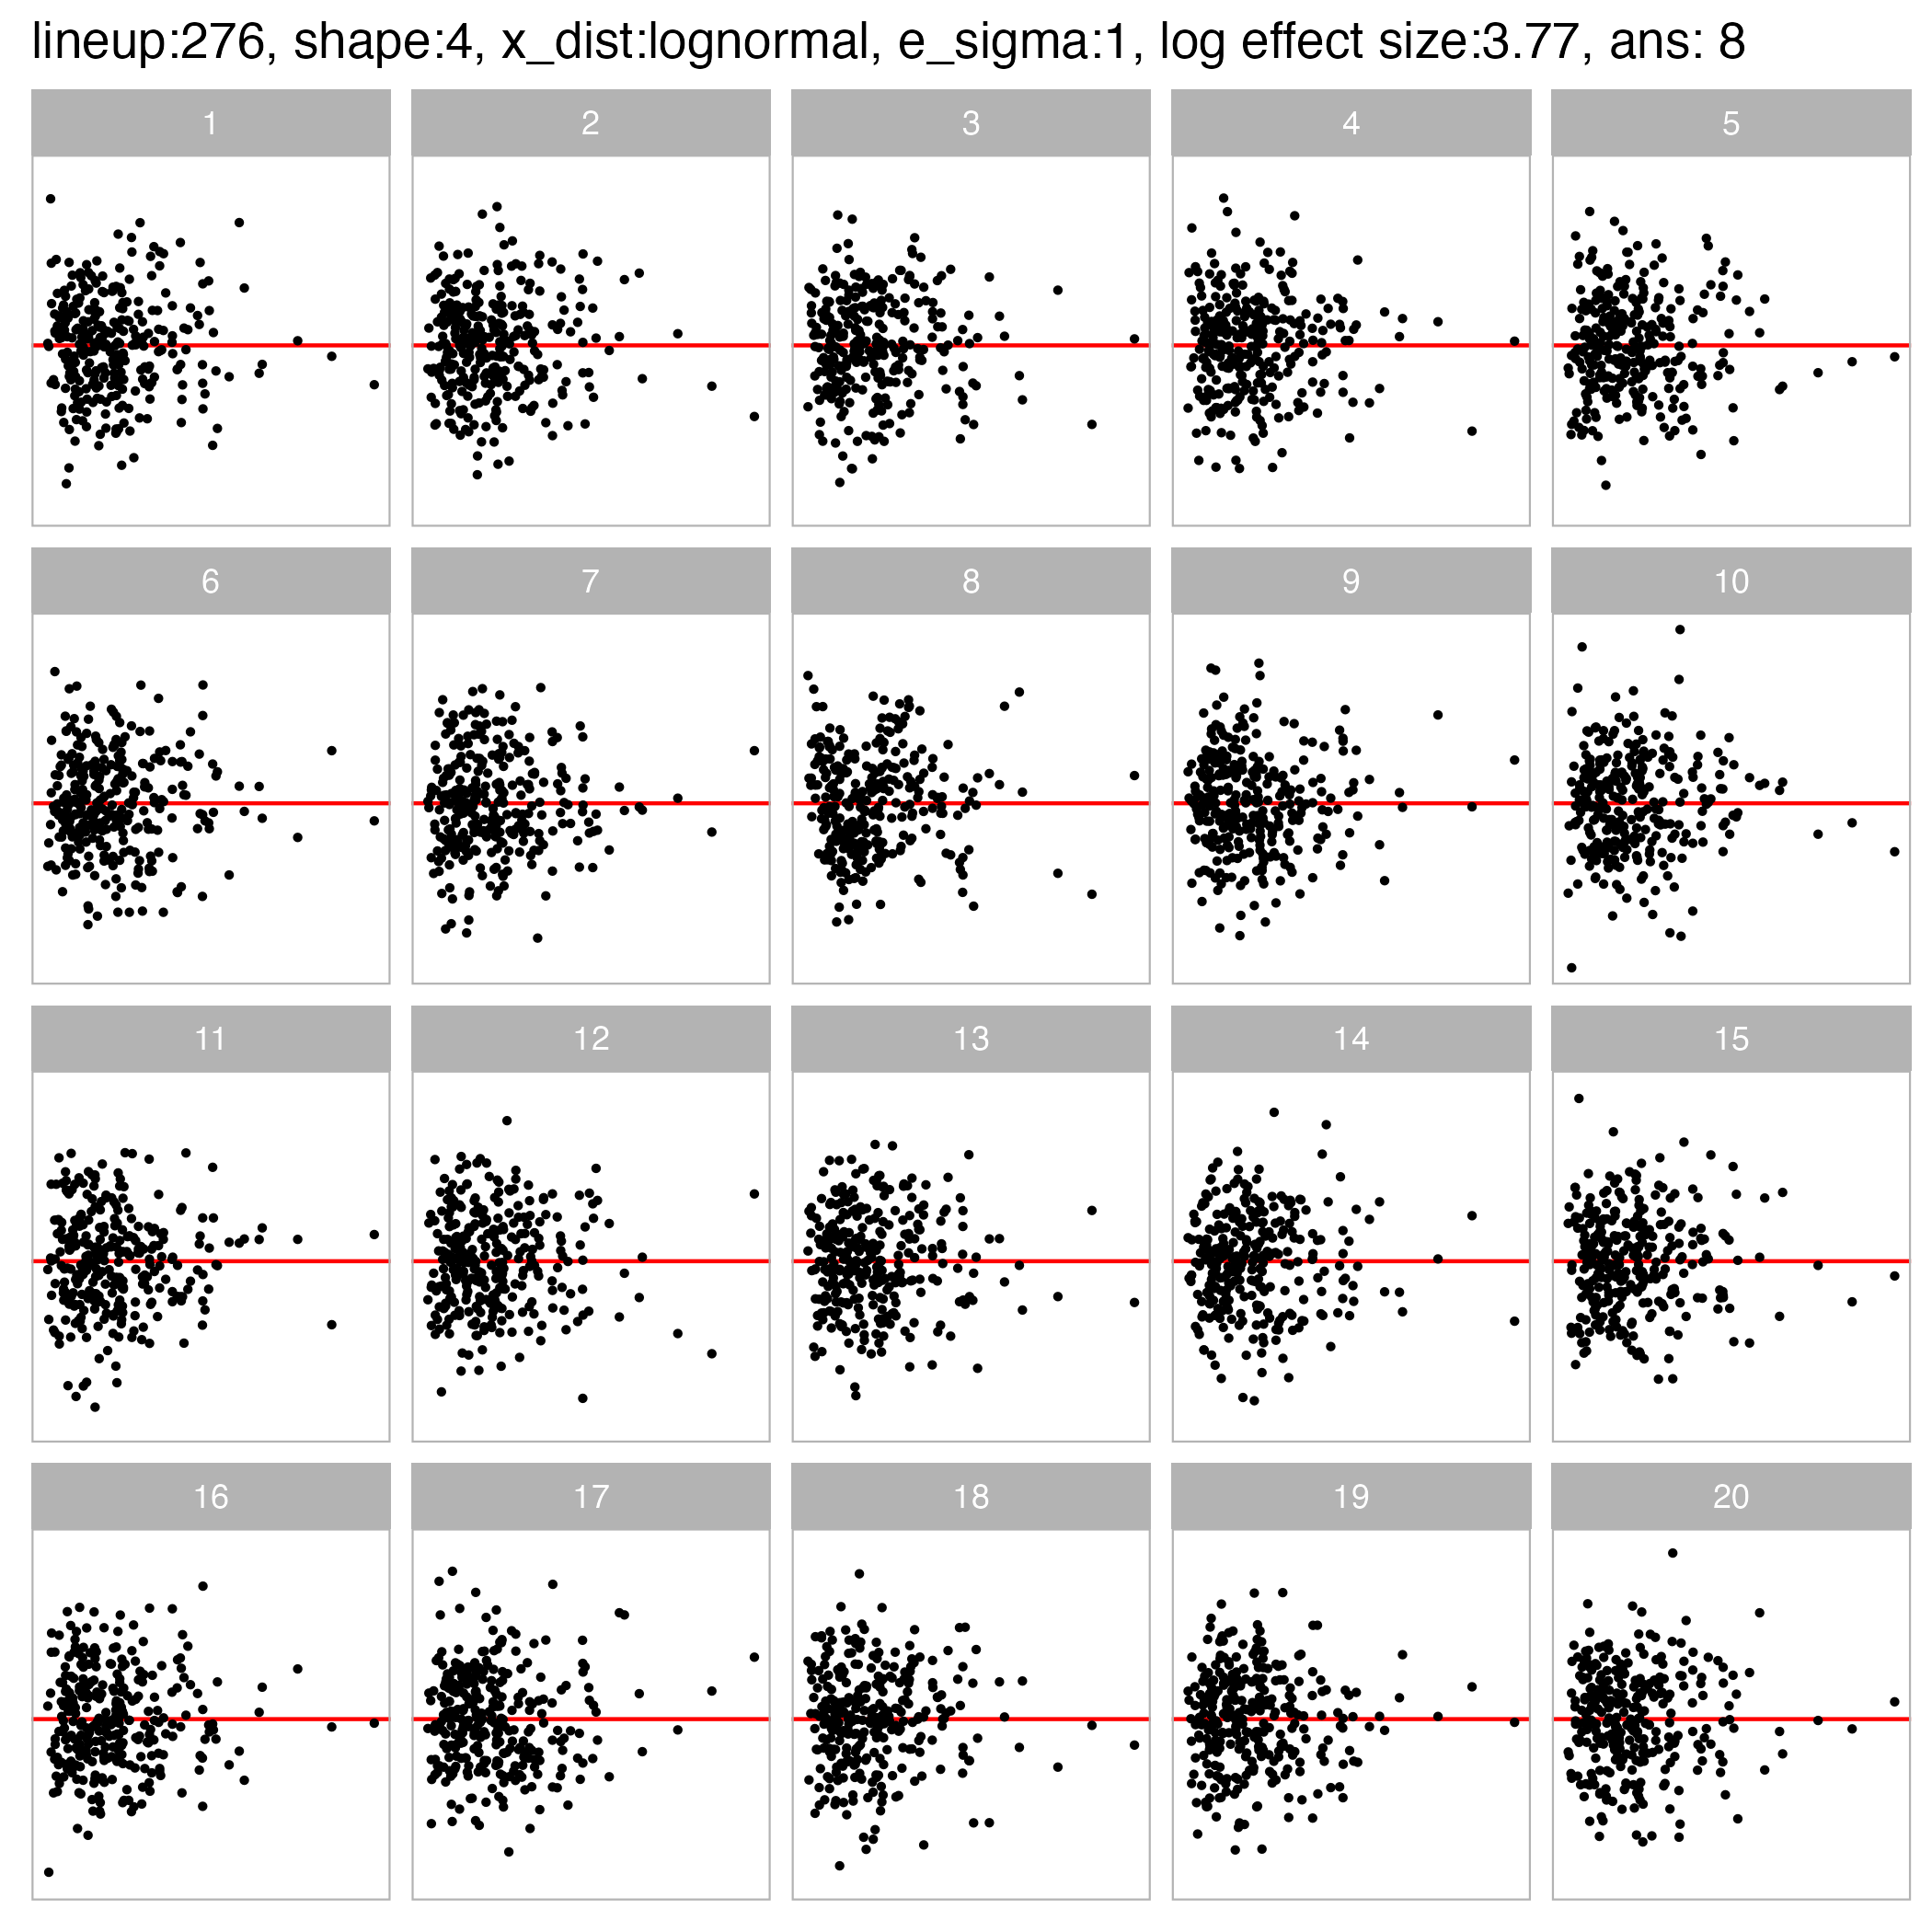 lineup:276, shape:4, x_dist:lognormal, e_sigma:1, log effect size:3.77, ans: 8
1 2 3 4 5
6 7 8 9 10
11 12 13 14 15
16 17 18 19 20